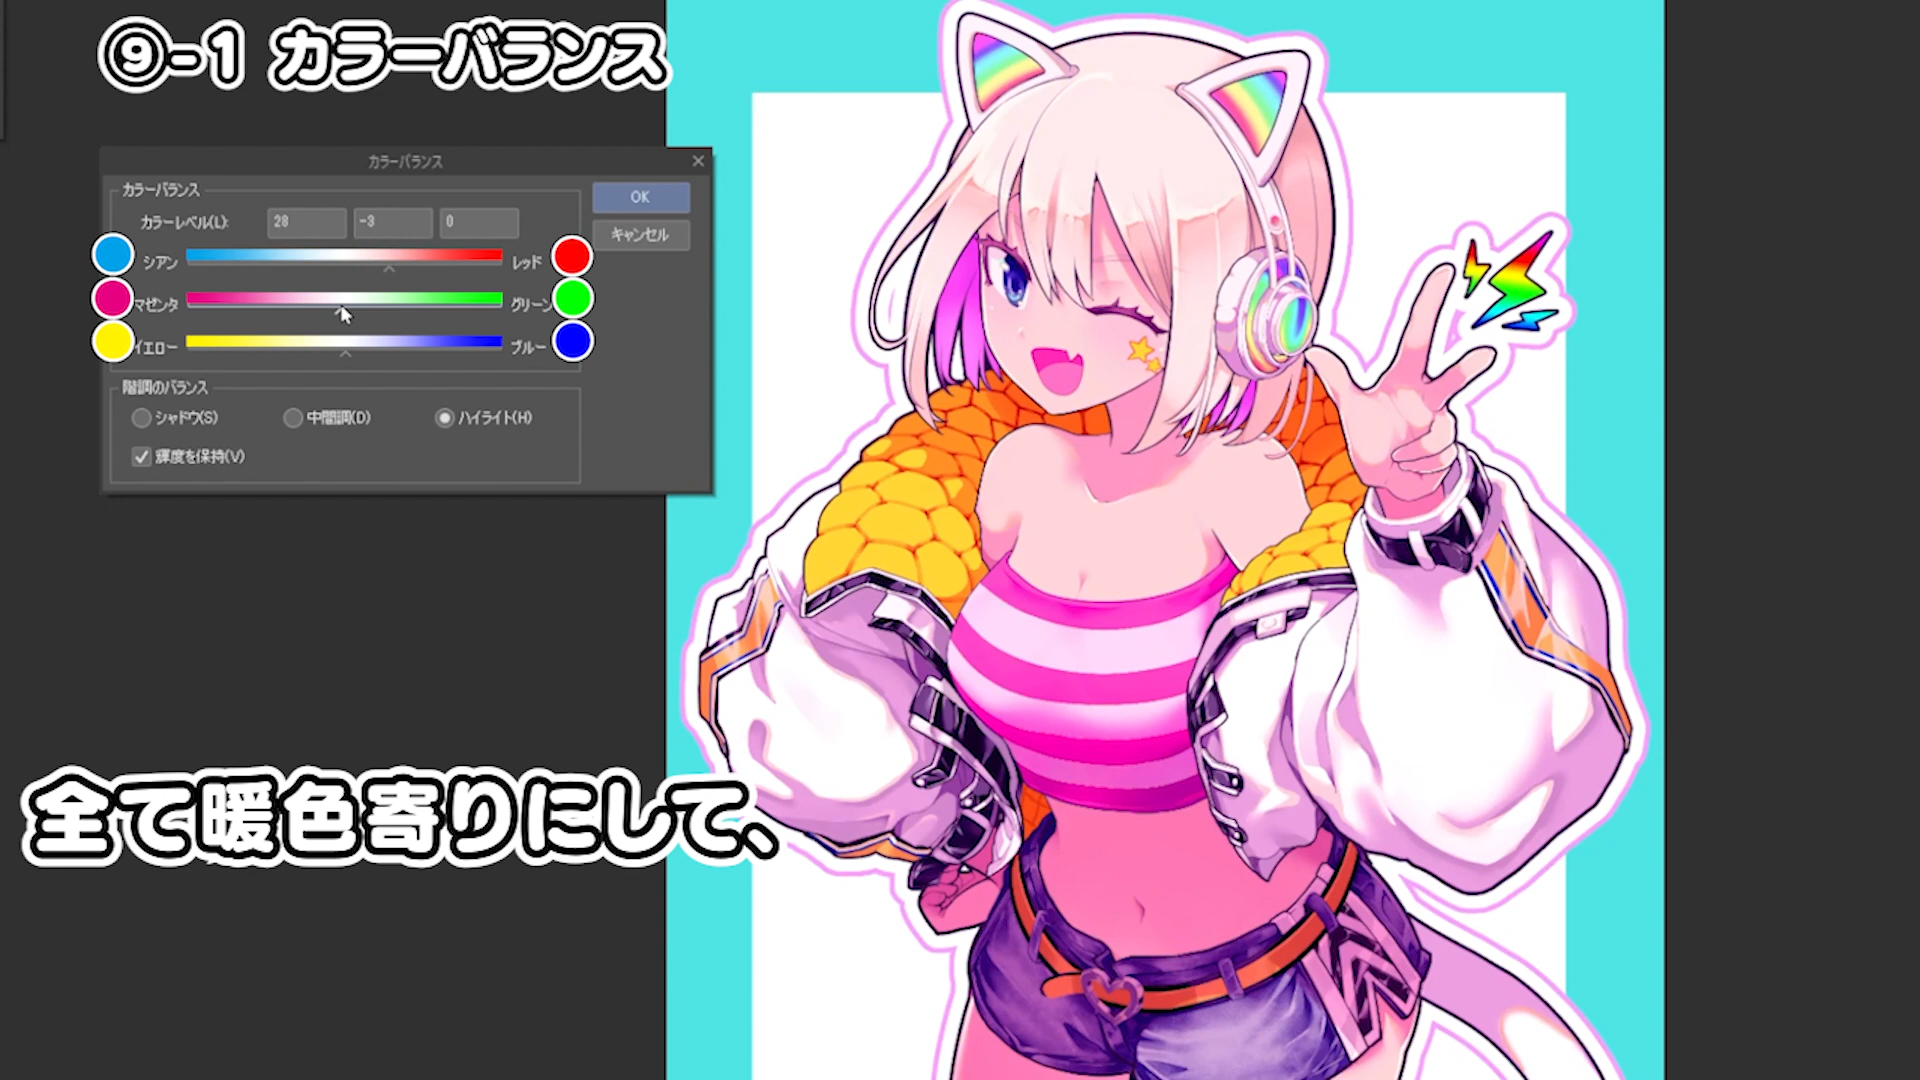 ⑨-1 カラーバランス
カラーバランス
カラーバランス
OK
カラーレベル(L): 28 -3 0
キャンセル
シアン レッド
マゼンタ グリーン
イエロー ブルー
階調のバランス
シャドウ(S) 中間調(D) ハイライト(H)
輝度を保持(V)
全て暖色寄りにして、